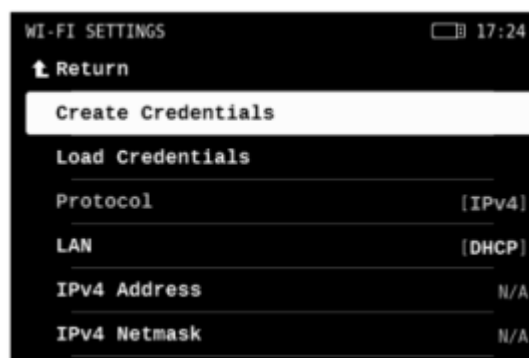 WI-FI SETTINGS 17:24
Return
Create Credentials
Load Credentials
Protocol [IPv4]
LAN [DHCP]
IPv4 Address N/A
IPv4 Netmask N/A